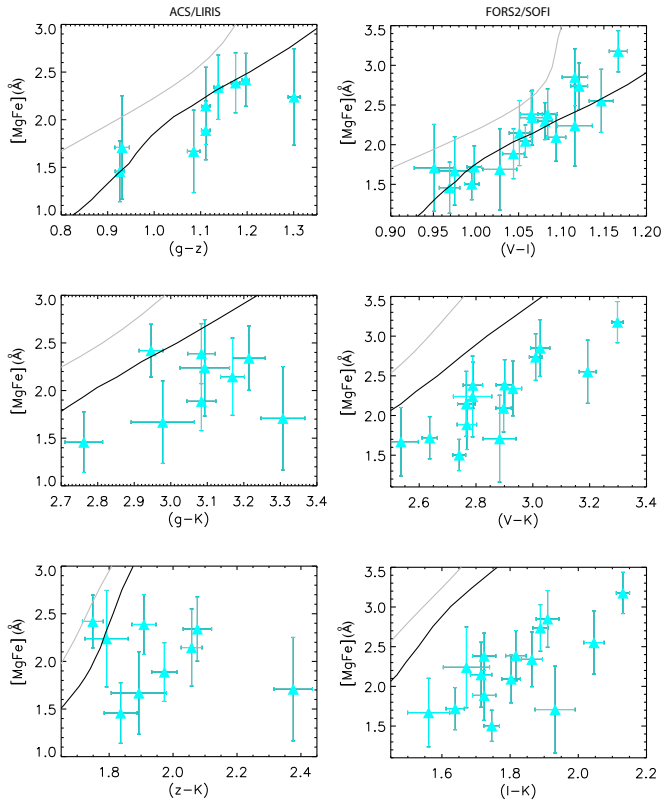 ACS/LIRIS
FORS2/SOFI
[MgFe](Å)
3.0
2.5
2.0
1.5
1.0
0.8 0.9 1.0 1.1 1.2 1.3
(g−z)
[MgFe](Å)
3.5
3.0
2.5
2.0
1.5
0.90 0.95 1.00 1.05 1.10 1.15 1.20
(V−I)
[MgFe](Å)
3.0
2.5
2.0
1.5
1.0
2.7 2.8 2.9 3.0 3.1 3.2 3.3 3.4
(g−K)
[MgFe](Å)
3.5
3.0
2.5
2.0
1.5
2.6 2.8 3.0 3.2 3.4
(V−K)
[MgFe](Å)
3.0
2.5
2.0
1.5
1.0
1.8 2.0 2.2 2.4
(z−K)
[MgFe](Å)
3.5
3.0
2.5
2.0
1.5
1.6 1.8 2.0 2.2
(I−K)